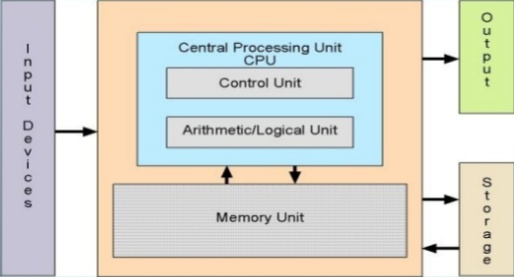 Input Devices
Central Processing Unit
CPU
Control Unit
Arithmetic/Logical Unit
Memory Unit
Output
Storage